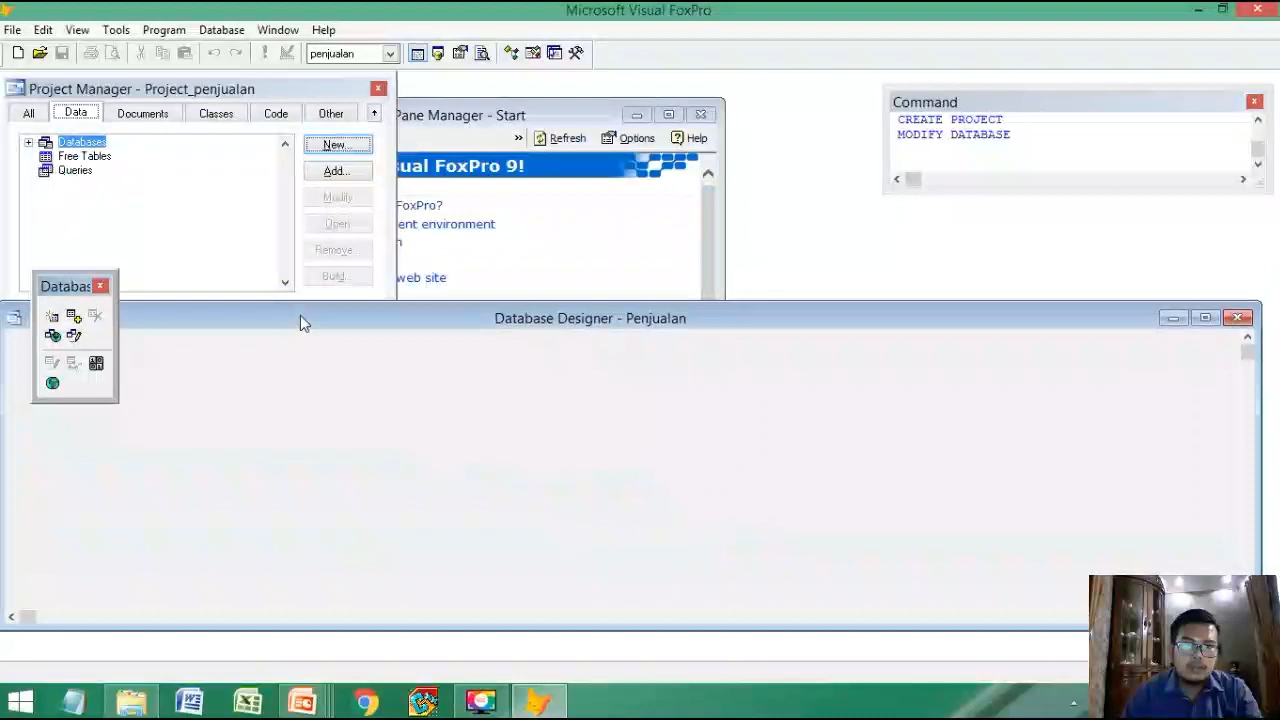 Microsoft Visual FoxPro
File Edit View Tools Program Database Window Help
penjualan
Project Manager - Project_penjualan
All Data Documents Classes Code Other
Databases
Free Tables
Queries
New...
Add...
Modify
Open
Remove
Build...
Pane Manager - Start
» Refresh Options Help
sual FoxPro 9!
FoxPro?
ent environment
n
web site
Command
CREATE PROJECT
MODIFY DATABASE
Databas
Database Designer - Penjualan